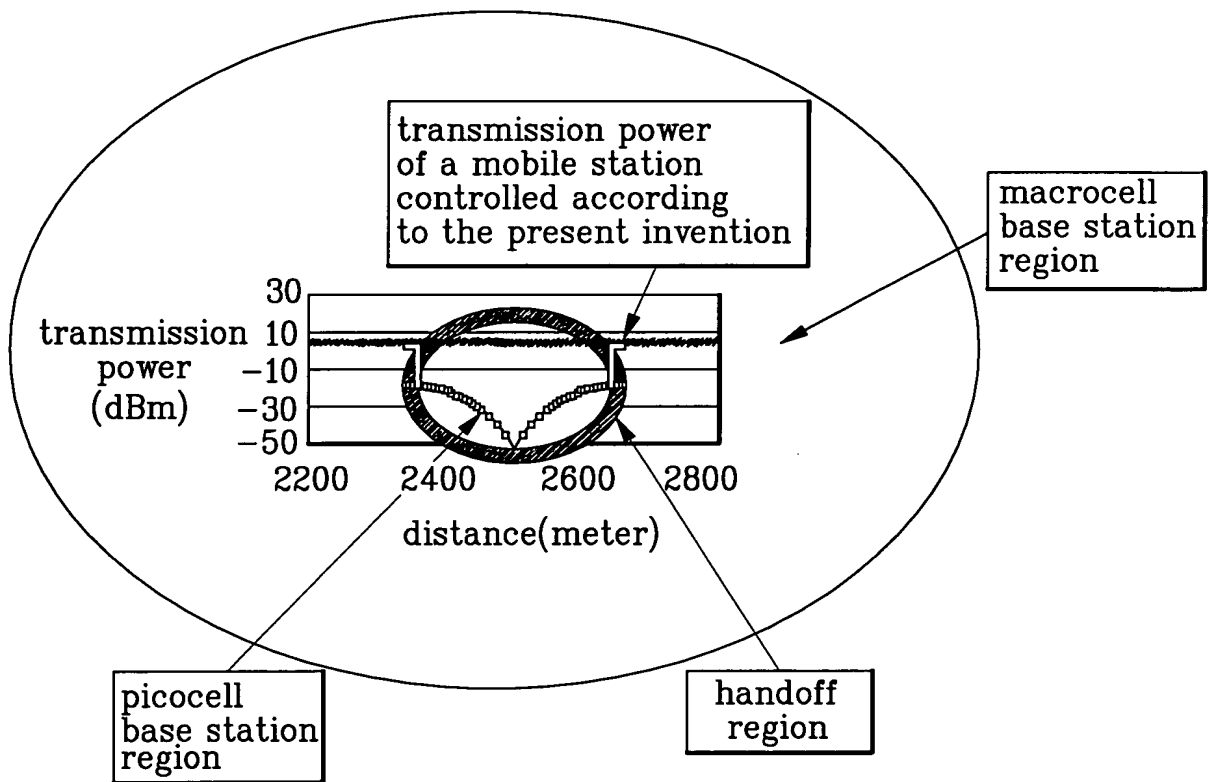 transmission power
of a mobile station
controlled according
to the present invention
macrocell
base station
region
transmission
power
(dBm)
30
10
−10
−30
−50
2200
2400
2600
2800
distance(meter)
picocell
base station
region
handoff
region